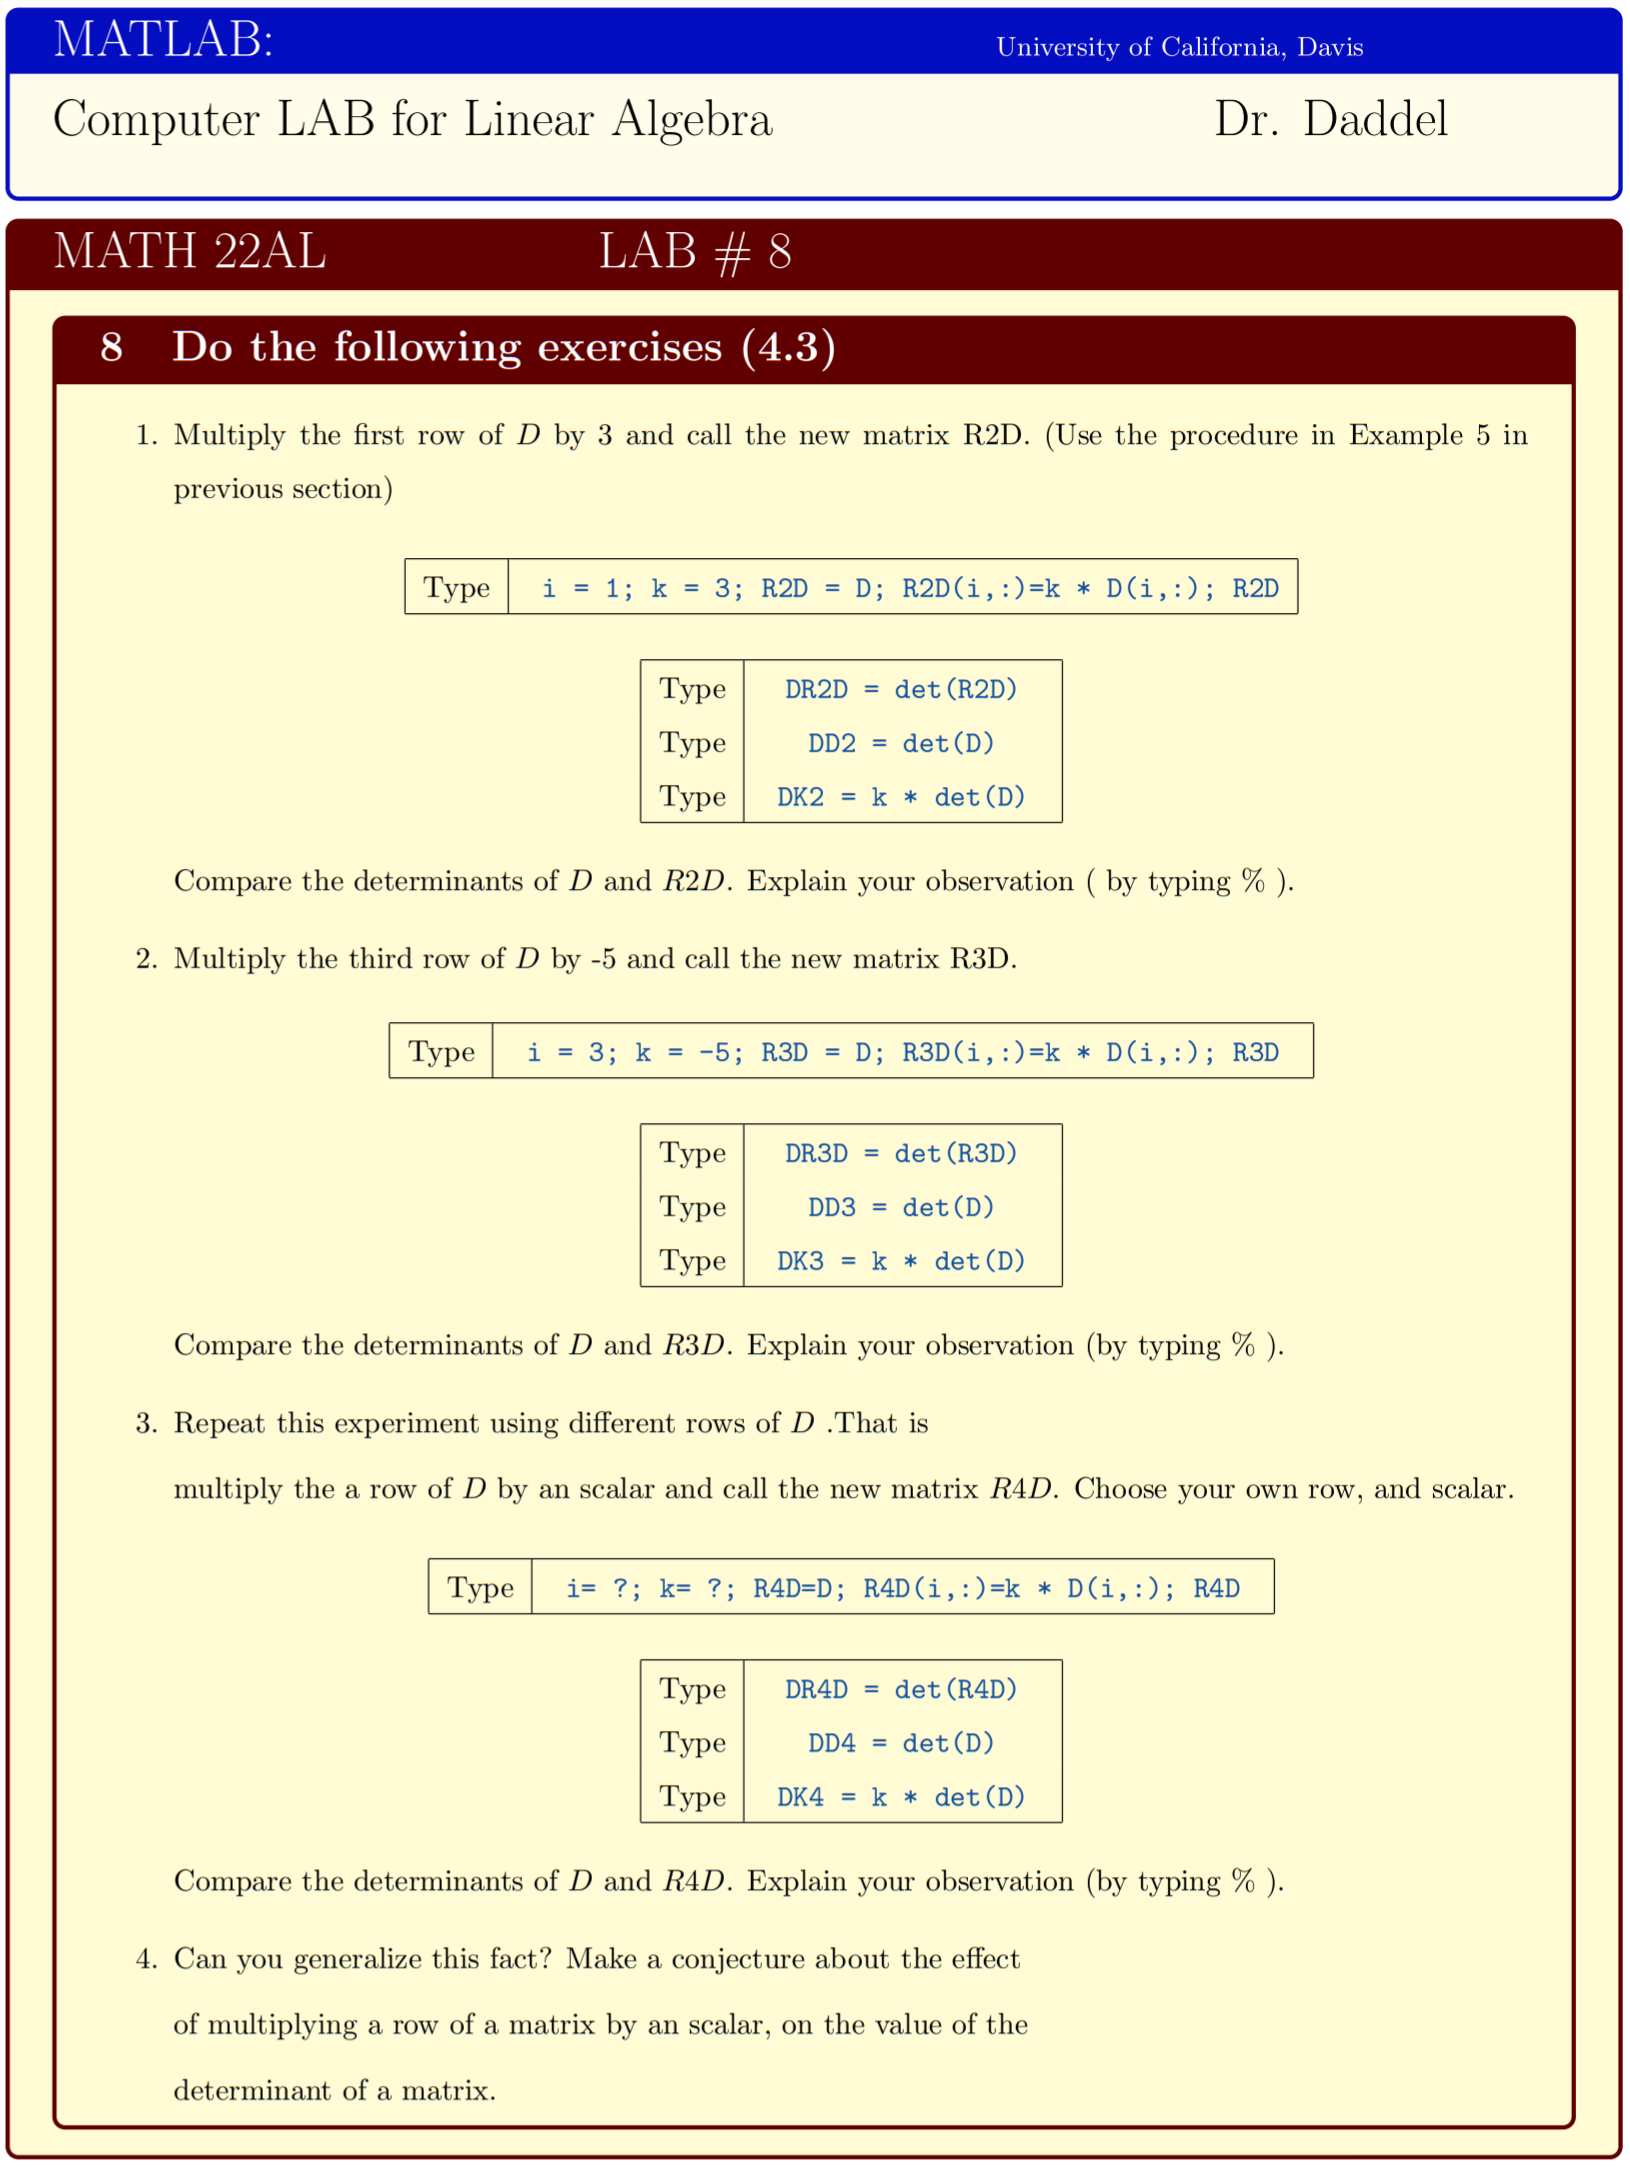 MATLAB: University of California, Davis
Computer LAB for Linear Algebra Dr. Daddel
MATH 22AL LAB # 8
8 Do the following exercises (4.3)
1. Multiply the first row of D by 3 and call the new matrix R2D. (Use the procedure in Example 5 in
previous section)
Type i = 1; k = 3; R2D = D; R2D(i,:)=k * D(i,:); R2D
Type DR2D = det(R2D)
Type DD2 = det(D)
Type DK2 = k * det(D)
Compare the determinants of D and R2D. Explain your observation ( by typing % ).
2. Multiply the third row of D by -5 and call the new matrix R3D.
Type i = 3; k = -5; R3D = D; R3D(i,:)=k * D(i,:); R3D
Type DR3D = det(R3D)
Type DD3 = det(D)
Type DK3 = k * det(D)
Compare the determinants of D and R3D. Explain your observation (by typing % ).
3. Repeat this experiment using different rows of D .That is
multiply the a row of D by an scalar and call the new matrix R4D. Choose your own row, and scalar.
Type i= ?; k= ?; R4D=D; R4D(i,:)=k * D(i,:); R4D
Type DR4D = det(R4D)
Type DD4 = det(D)
Type DK4 = k * det(D)
Compare the determinants of D and R4D. Explain your observation (by typing % ).
4. Can you generalize this fact? Make a conjecture about the effect
of multiplying a row of a matrix by an scalar, on the value of the
determinant of a matrix.